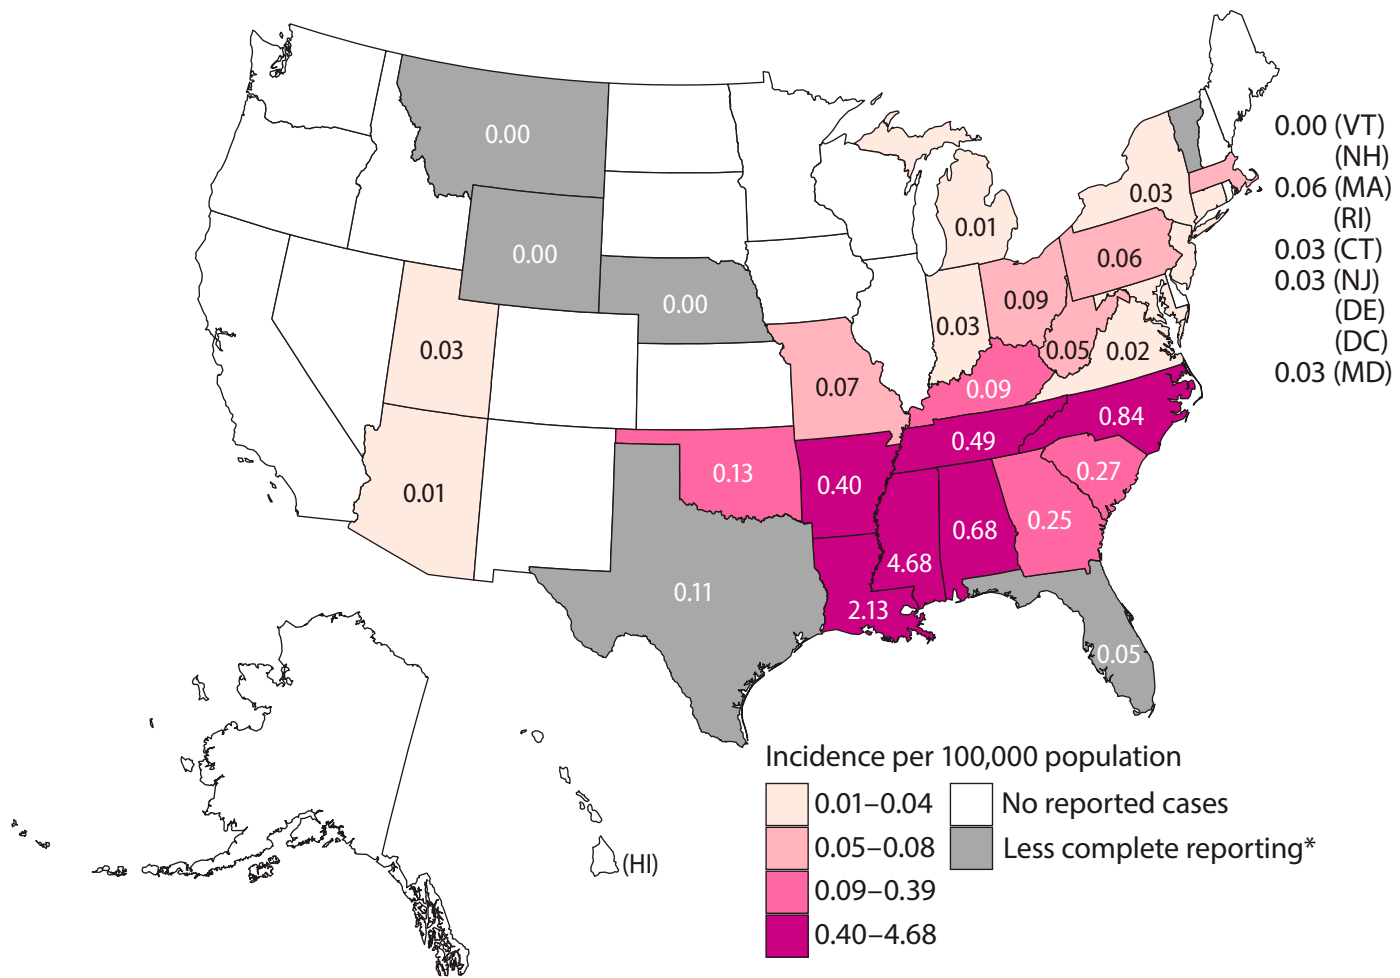 0.00
0.00
0.00
0.03
0.01
0.13
0.11
0.07
0.40
2.13
4.68
0.68
0.49
0.09
0.03
0.01
0.09
0.05
0.02
0.84
0.27
0.25
0.05
0.06
0.03
0.00 (VT)
(NH)
0.06 (MA)
(RI)
0.03 (CT)
0.03 (NJ)
(DE)
(DC)
0.03 (MD)
(HI)
Incidence per 100,000 population
0.01–0.04
0.05–0.08
0.09–0.39
0.40–4.68
No reported cases
Less complete reporting*